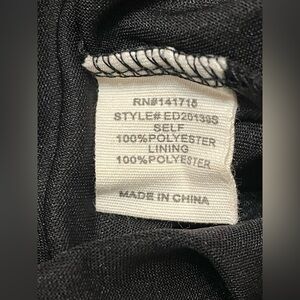 RN#141715
STYLE# ED20139S
SELF
100%POLYESTER
LINING
100%POLYESTER
MADE IN CHINA